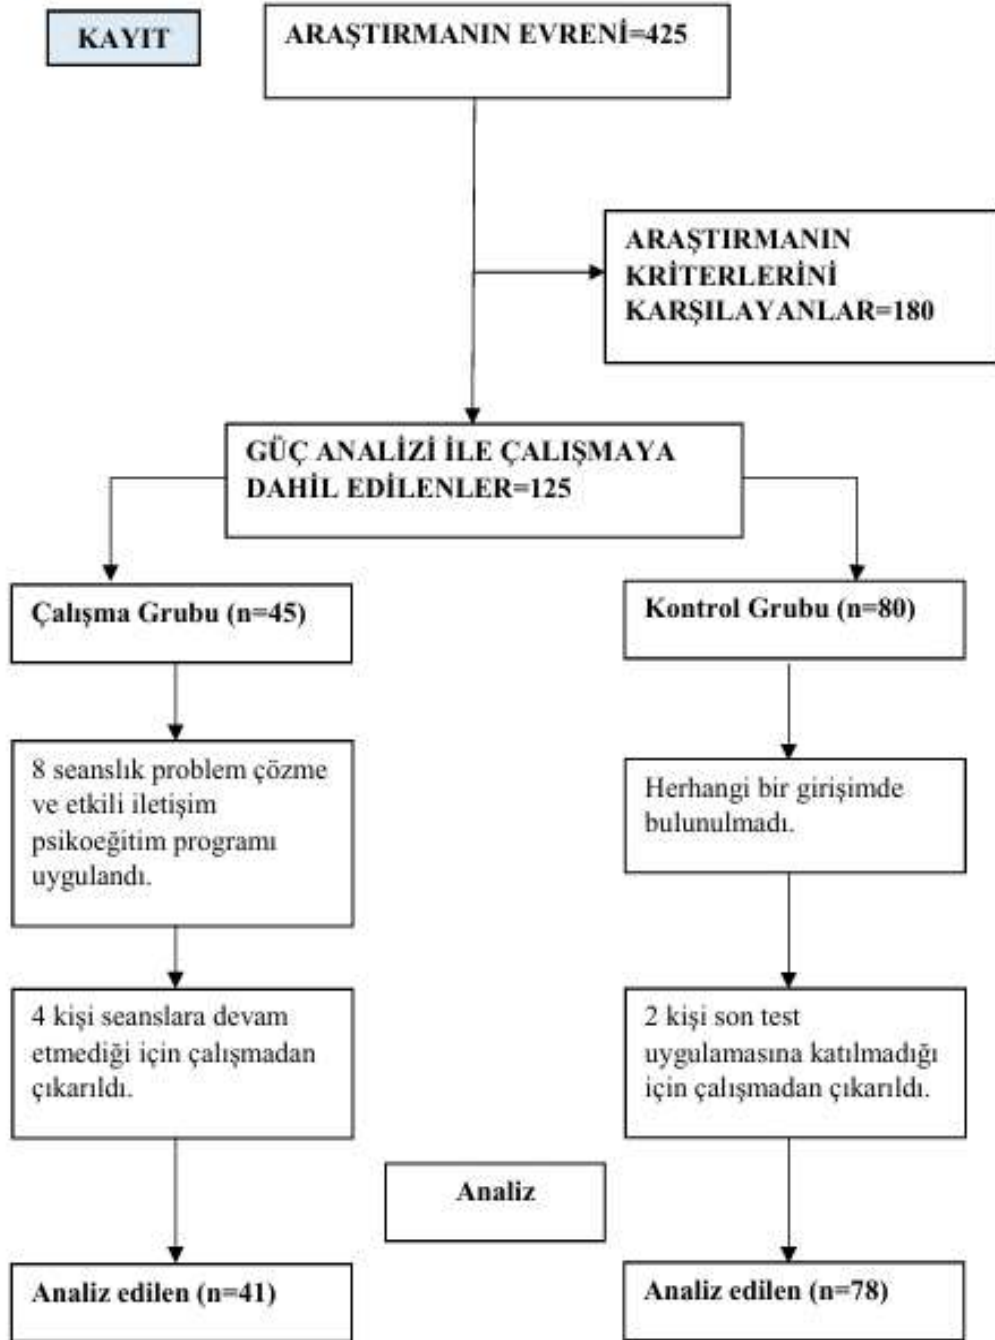 KAYIT
ARAŞTIRMANIN EVRENİ=425
ARAŞTIRMANIN
KRİTERLERİNİ
KARŞILAYANLAR=180
GÜÇ ANALİZİ İLE ÇALIŞMAYA
DAHİL EDİLENLER=125
Çalışma Grubu (n=45)
Kontrol Grubu (n=80)
8 seanslık problem çözme
ve etkili iletişim
psikoeğitim programı
uygulandı.
Herhangi bir girişimde
bulunulmadı.
4 kişi seanslara devam
etmediği için çalışmadan
çıkarıldı.
2 kişi son test
uygulamasına katılmadığı
için çalışmadan çıkarıldı.
Analiz
Analiz edilen (n=41)
Analiz edilen (n=78)